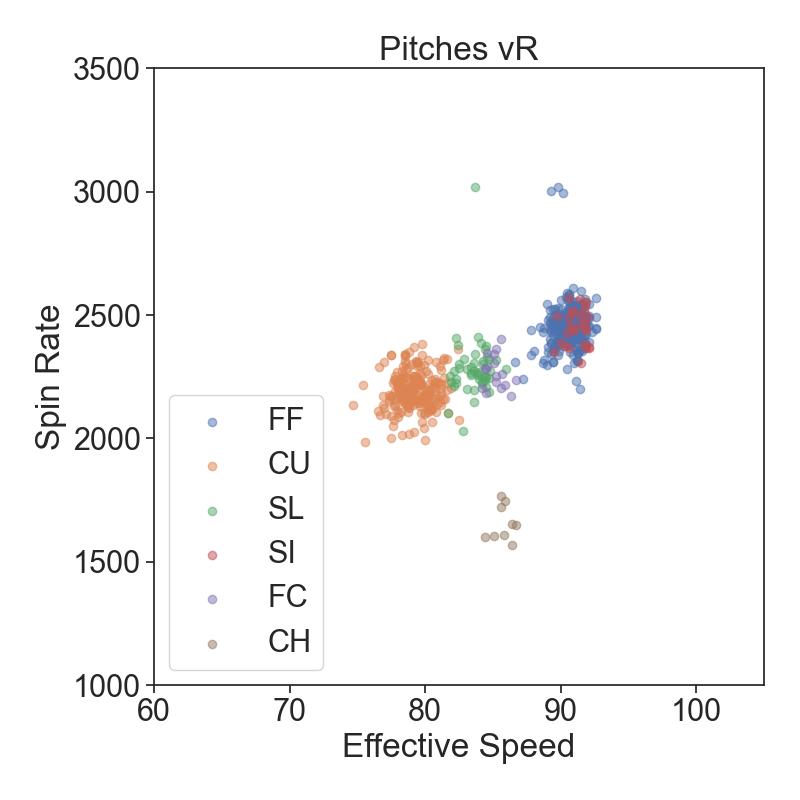 Pitches vR
3500
3000
2500
2000
1500
1000
Spin Rate
FF
CU
SL
SI
FC
CH
60 70 80 90 100
Effective Speed